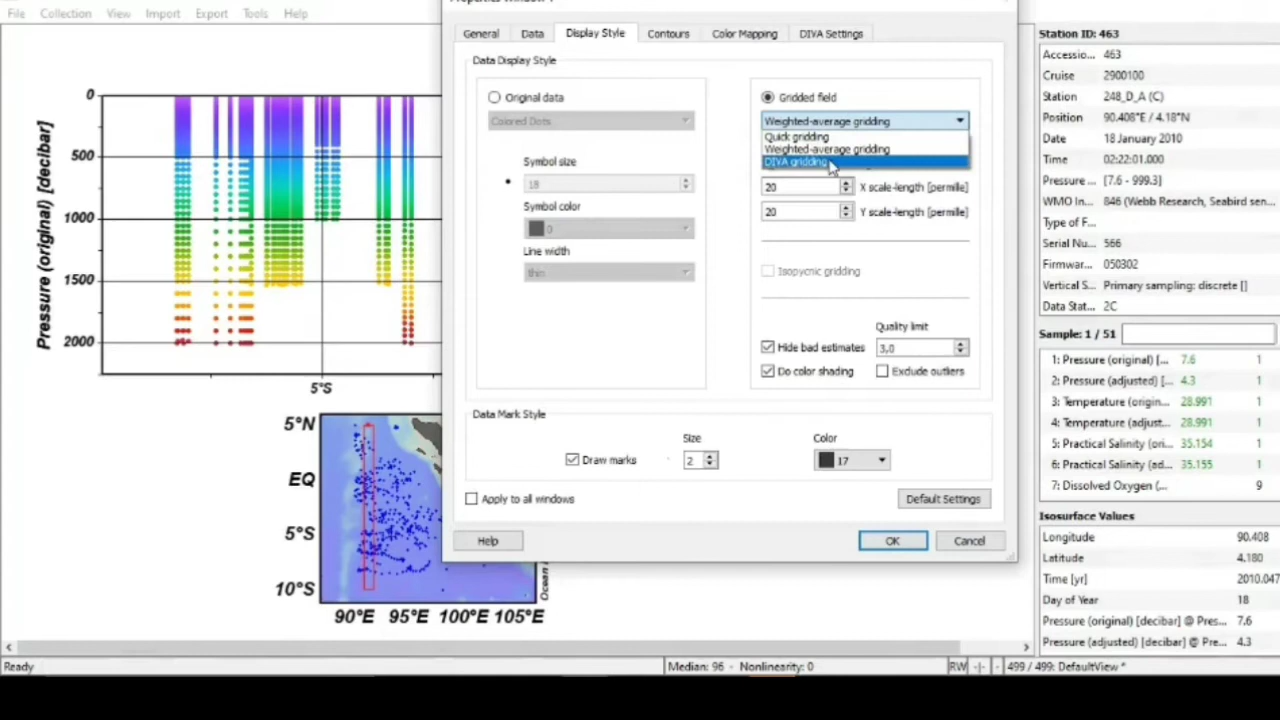 File Collection View Import Export Tools Help
General Data Display Style Contours Color Mapping DIVA Settings
Data Display Style
Original data
Colored Dots
Symbol size
18
Symbol color
0
Line width
thin
Gridded field
Weighted-average gridding
Quick gridding
Weighted-average gridding
DIVA gridding
20 X scale-length [permille]
20 Y scale-length [permille]
Isopycnic gridding
Quality limit
Hide bad estimates 3,0
Do color shading Exclude outliers
Data Mark Style
Draw marks
Size
2
Color
17
Apply to all windows
Default Settings
Help OK Cancel
Pressure (original) [decibar]
0
500
1000
1500
2000
5°S
5°N
EQ
5°S
10°S
90°E 95°E 100°E 105°E
Ocean
Station ID: 463
Accessio... 463
Cruise 2900100
Station 248_D_A (C)
Position 90.408°E / 4.18°N
Date 18 January 2010
Time 02:22:01.000
Pressure ... [7.6 - 999.3]
WMO In... 846 (Webb Research, Seabird sen...
Type of F...
Serial Nu... 566
Firmwar... 050302
Vertical S... Primary sampling: discrete []
Data Stat... 2C
Sample: 1 / 51
1: Pressure (original) [... 7.6 1
2: Pressure (adjusted) [... 4.3 1
3: Temperature (origin... 28.991 1
4: Temperature (adjust... 28.991 1
5: Practical Salinity (ori... 35.154 1
6: Practical Salinity (ad... 35.155 1
7: Dissolved Oxygen (... 9
Isosurface Values
Longitude 90.408
Latitude 4.180
Time [yr] 2010.047
Day of Year 18
Pressure (original) [decibar] @ Pres... 7.6
Pressure (adjusted) [decibar] @ Pre... 4.3
Ready
Median: 96 - Nonlinearity: 0
RW -|- - 499 / 499: DefaultView *